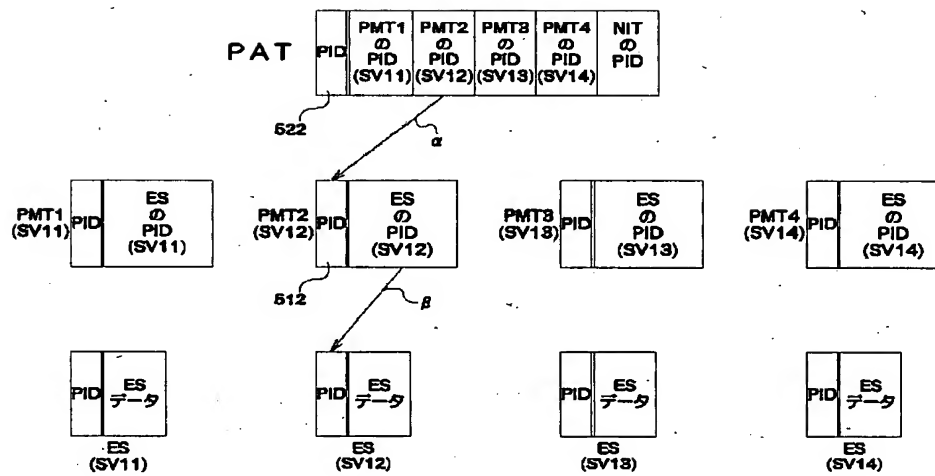 PAT
PID
PMT1
の
PID
(SV11)
PMT2
の
PID
(SV12)
PMT3
の
PID
(SV13)
PMT4
の
PID
(SV14)
NIT
の
PID
522
α
PMT1
(SV11)
PID
ES
の
PID
(SV11)
PMT2
(SV12)
PID
ES
の
PID
(SV12)
PMT3
(SV13)
PID
ES
の
PID
(SV13)
PMT4
(SV14)
PID
ES
の
PID
(SV14)
512
β
PID
ES
データ
ES
(SV11)
PID
ES
データ
ES
(SV12)
PID
ES
データ
ES
(SV13)
PID
ES
データ
ES
(SV14)